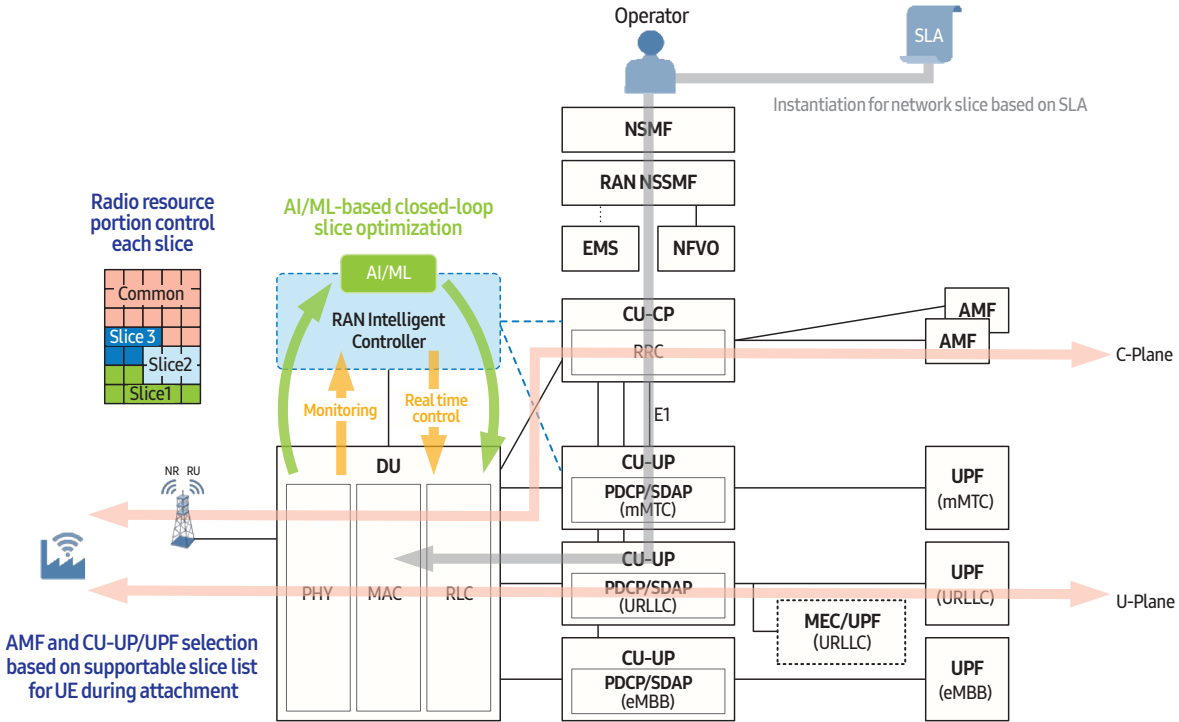 Operator
SLA
Instantiation for network slice based on SLA
NSMF
RAN NSSMF
EMS
NFVO
Radio resource
portion control
each slice
Common
Slice 3
Slice2
Slice1
AI/ML-based closed-loop
slice optimization
AI/ML
RAN Intelligent
Controller
Monitoring
Real time
control
CU-CP
RRC
AMF
AMF
C-Plane
E1
DU
PHY
MAC
RLC
NR RU
CU-UP
PDCP/SDAP
(mMTC)
UPF
(mMTC)
CU-UP
PDCP/SDAP
(URLLC)
UPF
(URLLC)
U-Plane
MEC/UPF
(URLLC)
CU-UP
PDCP/SDAP
(eMBB)
UPF
(eMBB)
AMF and CU-UP/UPF selection
based on supportable slice list
for UE during attachment